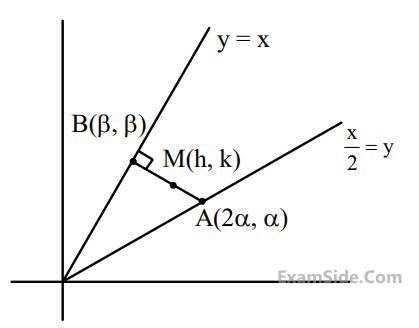 y = x
B(β, β)
M(h, k)
x/2 = y
A(2α, α)
ExamSide.Com